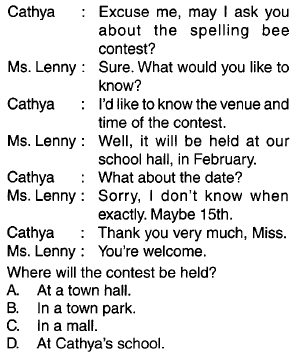 Cathya : Excuse me, may I ask you
about the spelling bee
contest?
Ms. Lenny : Sure. What would you like to
know?
Cathya : I'd like to know the venue and
time of the contest.
Ms. Lenny : Well, it will be held at our
school hall, in February.
Cathya : What about the date?
Ms. Lenny : Sorry, I don't know when
exactly. Maybe 15th.
Cathya : Thank you very much, Miss.
Ms. Lenny : You're welcome.
Where will the contest be held?
A. At a town hall.
B. In a town park.
C. In a mall.
D. At Cathya's school.